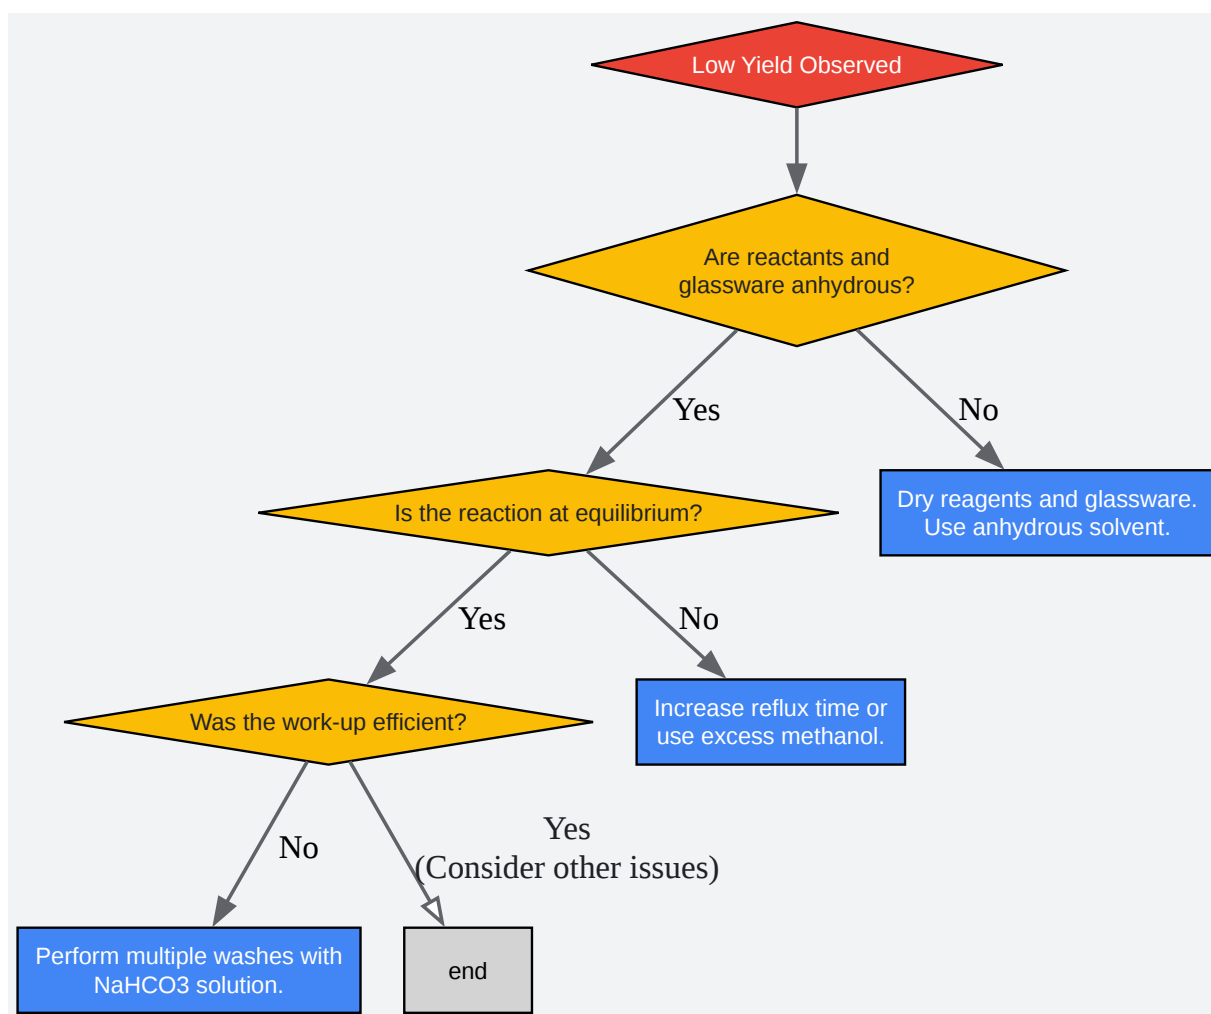 Low Yield Observed
Are reactants and
glassware anhydrous?
Yes
No
Is the reaction at equilibrium?
Dry reagents and glassware.
Use anhydrous solvent.
Yes
No
Was the work-up efficient?
Increase reflux time or
use excess methanol.
No
Yes
(Consider other issues)
Perform multiple washes with
NaHCO3 solution.
end